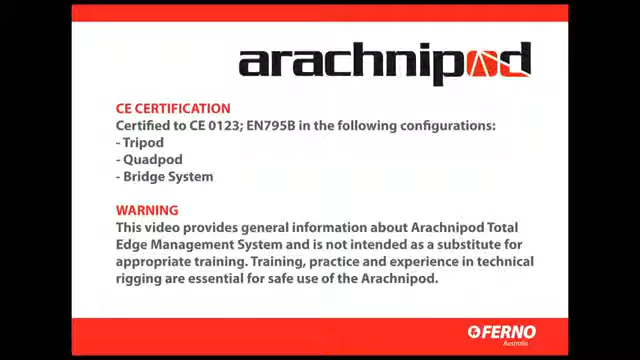 arachnipod
CE CERTIFICATION
Certified to CE 0123; EN795B in the following configurations:
- Tripod
- Quadpod
- Bridge System
WARNING
This video provides general information about Arachnipod Total
Edge Management System and is not intended as a substitute for
appropriate training. Training, practice and experience in technical
rigging are essential for safe use of the Arachnipod.
FERNO
Australia